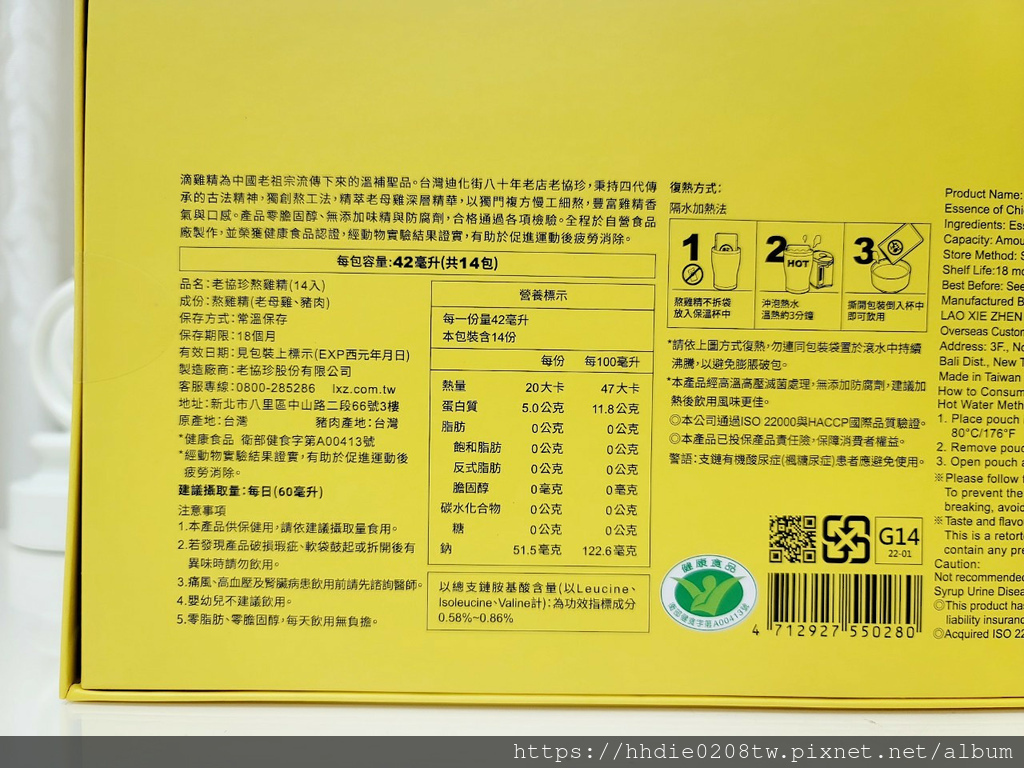 滴雞精為中國老祖宗流傳下來的溫補聖品。台灣迪化街八十年老店老協珍，秉持四代傳
承的古法精神，獨創熬工法，精萃老母雞深層精華，以獨門複方慢工細熬，豐富雞精香
氣與口感。產品零膽固醇、無添加味精與防腐劑，合格通過各項檢驗。全程於自營食品
廠製作，並榮獲健康食品認證，經動物實驗結果證實，有助於促進運動後疲勞消除。
每包容量:42毫升(共14包)
品名：老協珍熬雞精(14入)
成份：熬雞精(老母雞、豬肉)
保存方式：常溫保存
保存期限：18個月
有效日期：見包裝上標示(EXP西元年月日)
製造廠商：老協珍股份有限公司
客服專線：0800-285286 lxz.com.tw
地址：新北市八里區中山路二段66號3樓
原產地：台灣 豬肉產地：台灣
*健康食品 衛部健食字第A00413號
*經動物實驗結果證實，有助於促進運動後
疲勞消除。
建議攝取量：每日(60毫升)
注意事項
1.本產品供保健用，請依建議攝取量食用。
2.若發現產品破損瑕疵、軟袋鼓起或拆開後有
異味時請勿飲用。
3.痛風、高血壓及腎臟病患飲用前請先諮詢醫師。
4.嬰幼兒不建議飲用。
5.零脂肪、零膽固醇，每天飲用無負擔。
營養標示
每一份量42毫升
本包裝含14份
每份 每100毫升
熱量 20大卡 47大卡
蛋白質 5.0公克 11.8公克
脂肪 0公克 0公克
飽和脂肪 0公克 0公克
反式脂肪 0公克 0公克
膽固醇 0毫克 0毫克
碳水化合物 0公克 0公克
糖 0公克 0公克
鈉 51.5毫克 122.6毫克
以總支鏈胺基酸含量(以Leucine、
Isoleucine、Valine計)：為功效指標成分
0.58%~0.86%
復熱方式：
隔水加熱法
1 2 3
HOT
熬雞精不拆袋
放入保溫杯中
沖泡熱水
溫熱約3分鐘
撕開包裝倒入杯中
即可飲用
*請依上圖方式復熱，勿連同包裝袋置於滾水中持續
沸騰，以避免膨脹破包。
*本產品經高溫高壓滅菌處理，無添加防腐劑，建議加
熱後飲用風味更佳。
◎本公司通過ISO 22000與HACCP國際品質驗證。
◎本產品已投保產品責任險，保障消費者權益。
警語：支鏈有機酸尿症(楓糖尿症)患者應避免使用。
G14
22-01
健康食品
衛部健食字第A00413號
4 712927 550280
Product Name:
Essence of Chi
Ingredients: Ess
Capacity: Amou
Store Method: S
Shelf Life:18 mo
Best Before: See
Manufactured B
LAO XIE ZHEN
Overseas Custom
Address: 3F., No
Bali Dist., New T
Made in Taiwan
How to Consum
Hot Water Meth
1. Place pouch i
80°C/176°F
2. Remove pouc
3. Open pouch a
※Please follow t
To prevent the
breaking, avoid
※Taste and flavo
This is a retort
contain any pre
Caution:
Not recommended
Syrup Urine Disea
◎This product has
liability insuranc
◎Acquired ISO 22
https://hhdie0208tw.pixnet.net/album